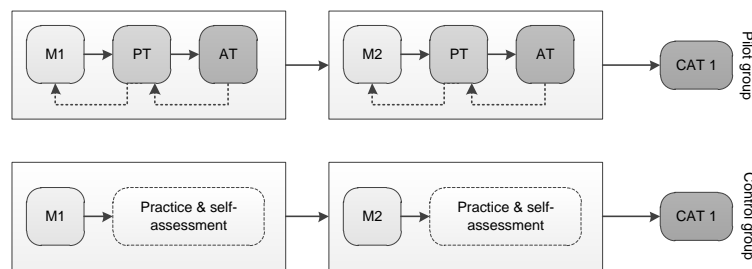 M1
PT
AT
M2
PT
AT
CAT 1
Pilot group
M1
Practice & self-
assessment
M2
Practice & self-
assessment
CAT 1
Control group